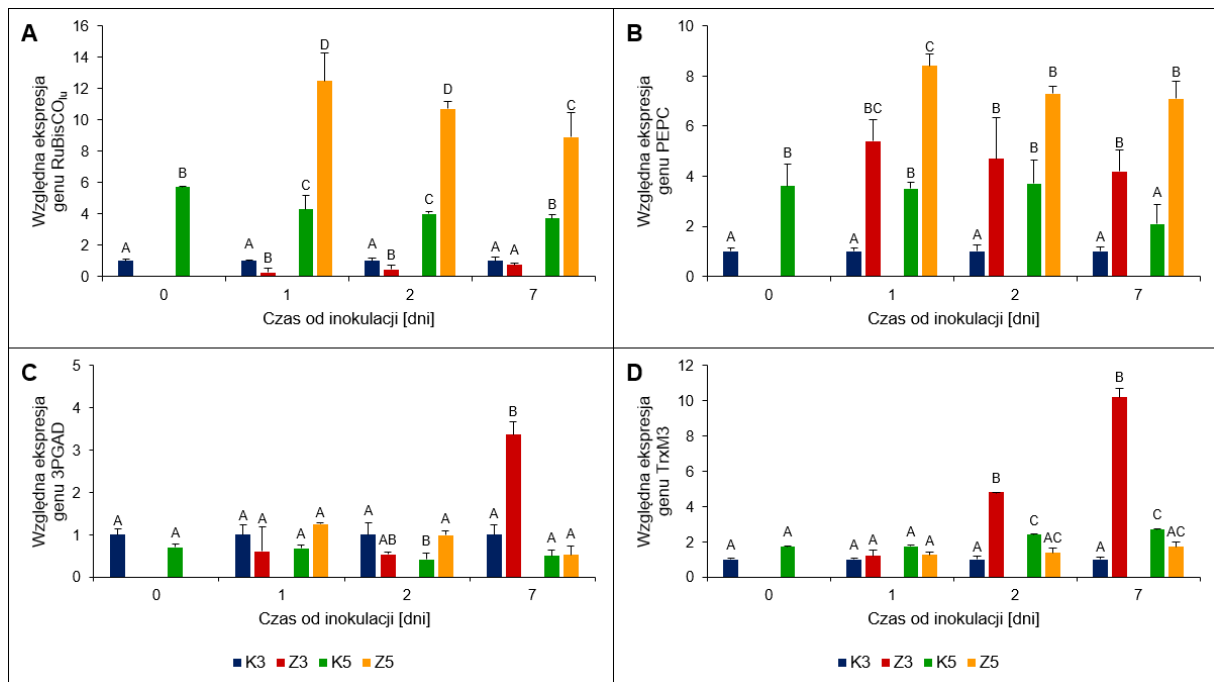 A
Względna ekspresja
genu RuBisCO_lu
16
14
12
10
8
6
4
2
0
A
B
A
B
C
D
A
B
C
D
A
A
B
C
0
1
2
7
Czas od inokulacji [dni]
B
Względna ekspresja
genu PEPC
10
8
6
4
2
0
A
B
A
BC
B
C
A
B
B
B
A
B
A
B
0
1
2
7
Czas od inokulacji [dni]
C
Względna ekspresja
genu 3PGAD
5
4
3
2
1
0
A
A
A
A
A
A
A
AB
B
A
A
B
A
A
0
1
2
7
Czas od inokulacji [dni]
K3 Z3 K5 Z5
D
Względna ekspresja
genu TrxM3
12
10
8
6
4
2
0
A
A
A
A
A
A
A
B
C
AC
A
B
C
AC
0
1
2
7
Czas od inokulacji [dni]
K3 Z3 K5 Z5